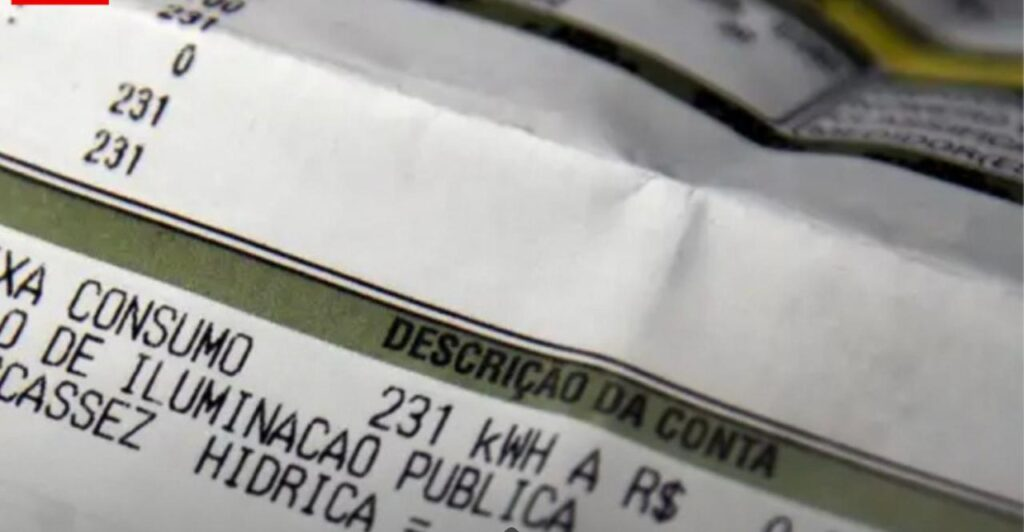 231
0
231
231
DESCRIÇÃO DA CONTA
XA CONSUMO 231 KWH A R$
O DE ILUMINACAO PUBLICA
CASSEZ HIDRICA =